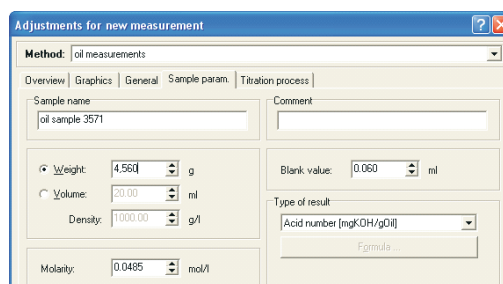 Adjustments for new measurement
Method: oil measurements
Overview Graphics General Sample param. Titration process
Sample name
oil sample 3571
Comment
Weight: 4,560 g
Volume: 20.00 ml
Density: 1000.00 g/l
Blank value: 0.060 ml
Type of result
Acid number [mgKOH/gOil]
Formula ...
Molarity: 0.0485 mol/l